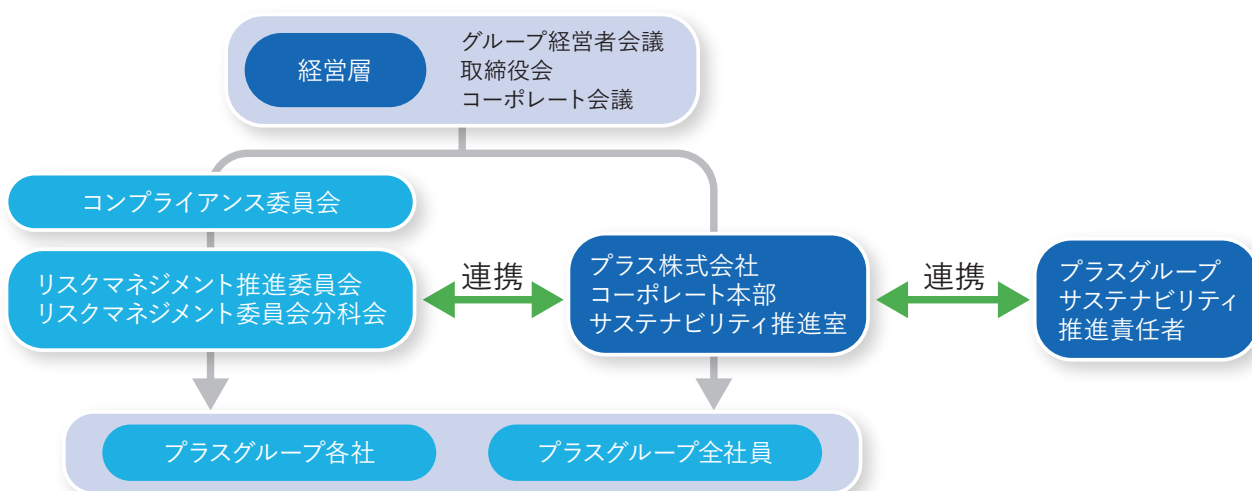 経営層
グループ経営者会議
取締役会
コーポレート会議
コンプライアンス委員会
リスクマネジメント推進委員会
リスクマネジメント委員会分科会
連携
プラス株式会社
コーポレート本部
サステナビリティ推進室
連携
プラスグループ
サステナビリティ
推進責任者
プラスグループ各社
プラスグループ全社員